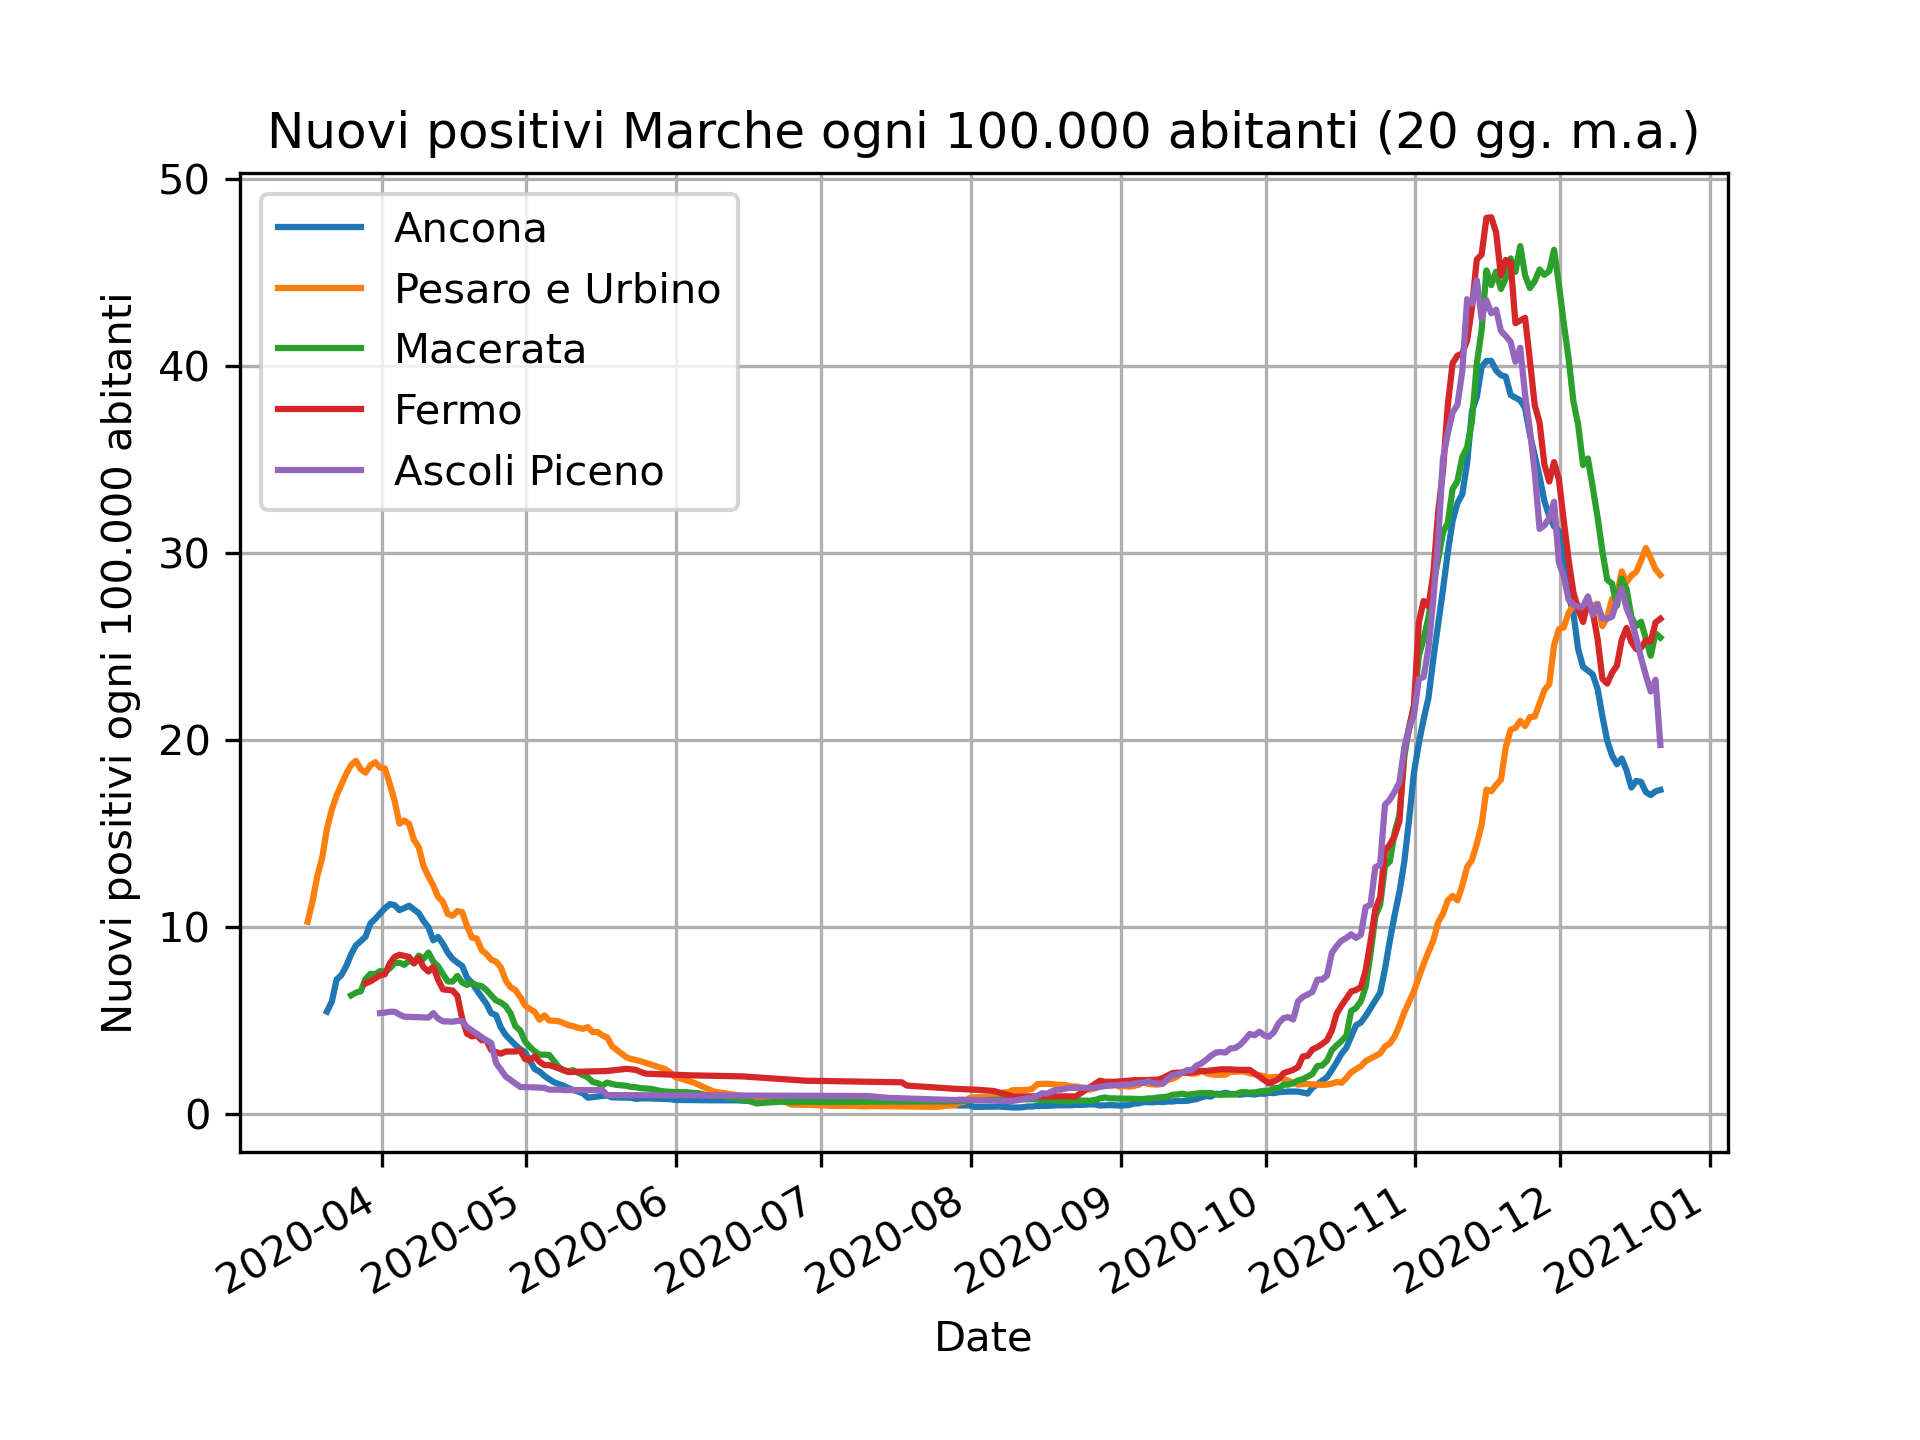 Nuovi positivi Marche ogni 100.000 abitanti (20 gg. m.a.)
Nuovi positivi ogni 100.000 abitanti
50
40
30
20
10
0
Ancona
Pesaro e Urbino
Macerata
Fermo
Ascoli Piceno
2020-04
2020-05
2020-06
2020-07
2020-08
2020-09
2020-10
2020-11
2020-12
2021-01
Date